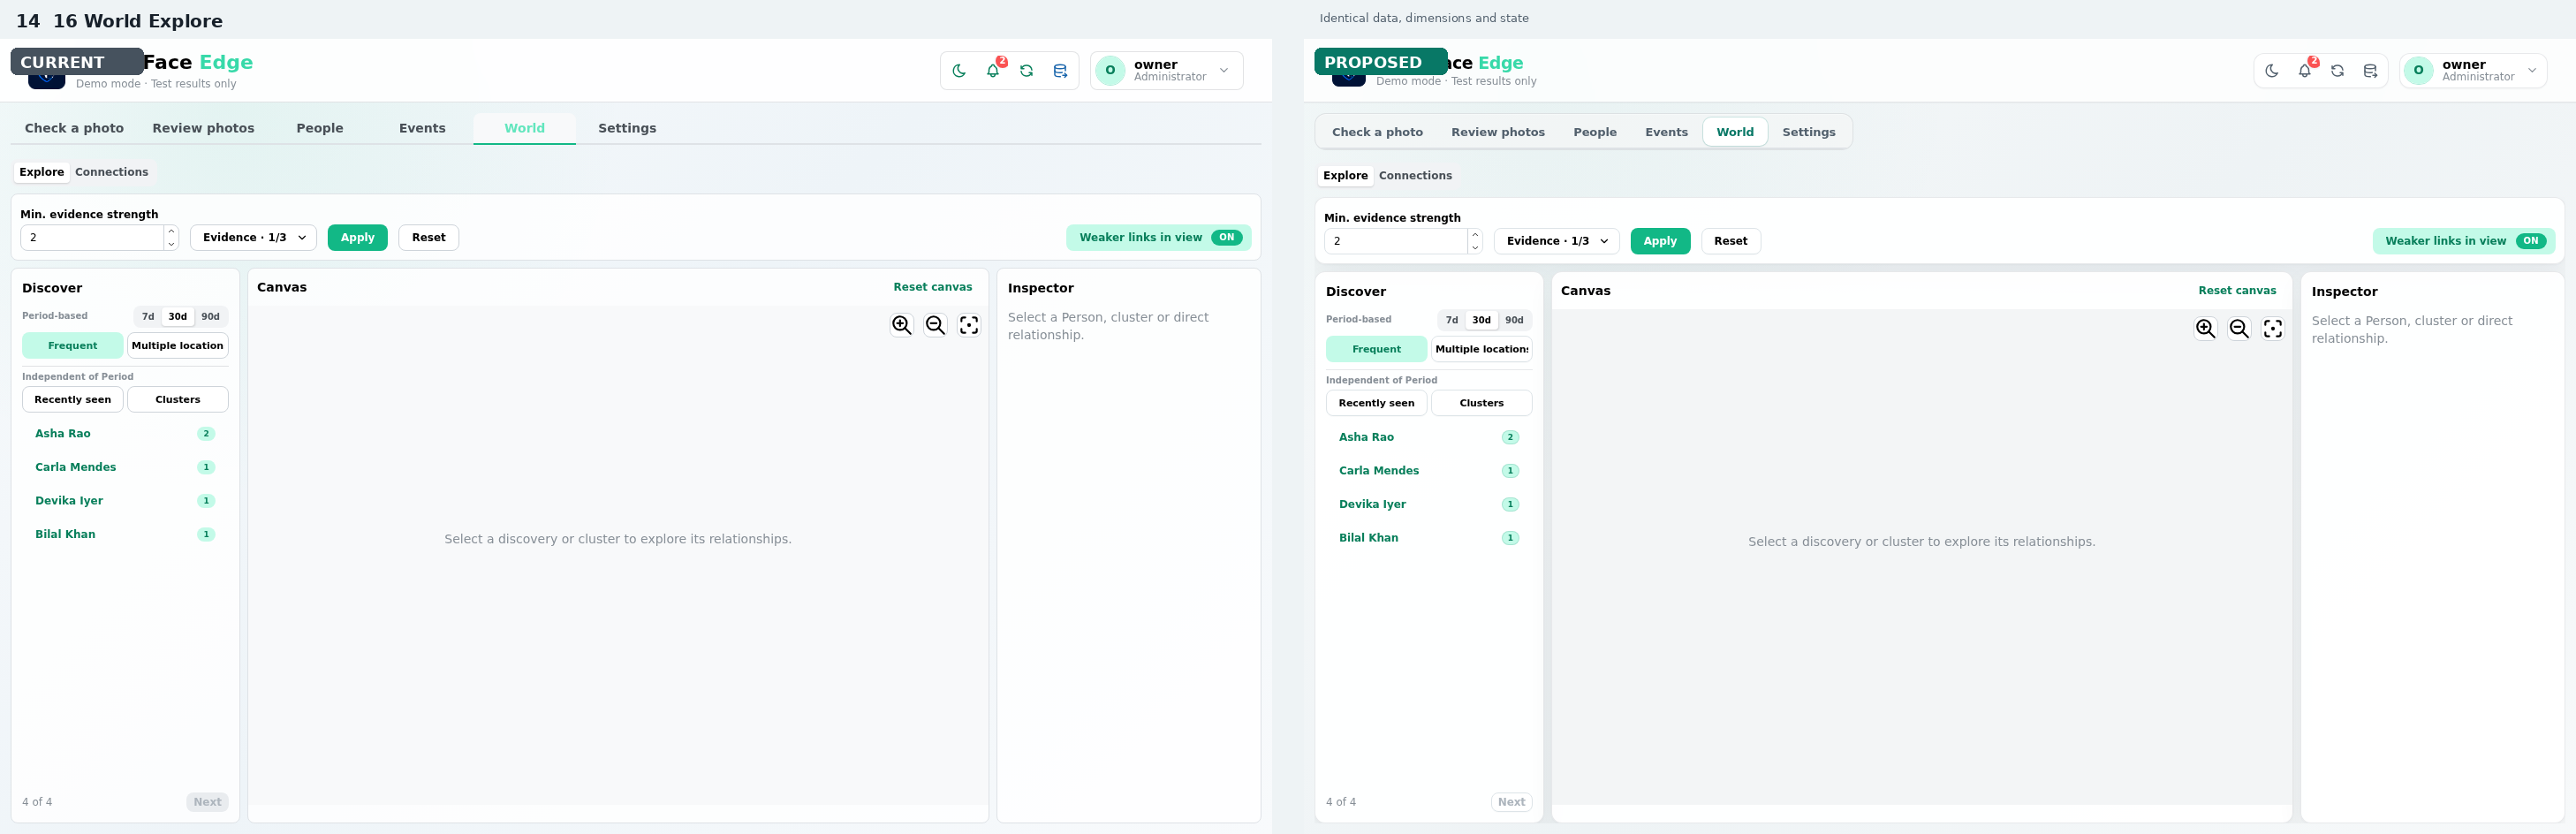 14 16 World Explore
CURRENT
Face Edge
Demo mode · Test results only
2
O
owner
Administrator
Check a photo Review photos People Events World Settings
Explore Connections
Min. evidence strength
2 Evidence · 1/3 Apply Reset
Weaker links in view ON
Discover
Period-based 7d 30d 90d
Frequent Multiple location
Independent of Period
Recently seen Clusters
Asha Rao 2
Carla Mendes 1
Devika Iyer 1
Bilal Khan 1
4 of 4 Next
Canvas Reset canvas
Select a discovery or cluster to explore its relationships.
Inspector
Select a Person, cluster or direct
relationship.
Identical data, dimensions and state
PROPOSED
ace Edge
Demo mode · Test results only
2
O
owner
Administrator
Check a photo Review photos People Events World Settings
Explore Connections
Min. evidence strength
2 Evidence · 1/3 Apply Reset
Weaker links in view ON
Discover
Period-based 7d 30d 90d
Frequent Multiple locations
Independent of Period
Recently seen Clusters
Asha Rao 2
Carla Mendes 1
Devika Iyer 1
Bilal Khan 1
4 of 4 Next
Canvas Reset canvas
Select a discovery or cluster to explore its relationships.
Inspector
Select a Person, cluster or direct
relationship.